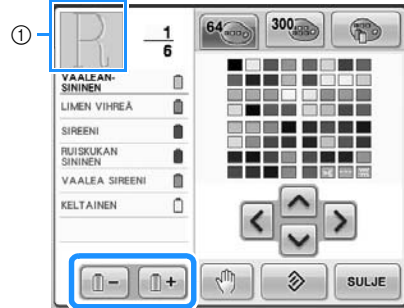 ①
R
1
6
64
300
VAALEAN-
SININEN
LIMEN VIHREÄ
SIREENI
RUISKUKAN
SININEN
VAALEA SIREENI
KELTAINEN
−
+
SULJE